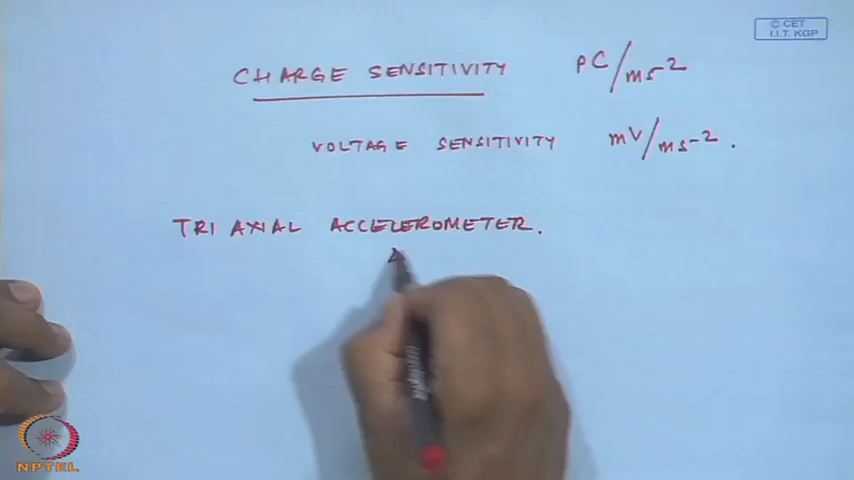 © CET
I.I.T. KGP
CHARGE SENSITIVITY pC/ms-2
VOLTAGE SENSITIVITY mV/ms-2.
TRI AXIAL ACCELEROMETER.
NPTEL